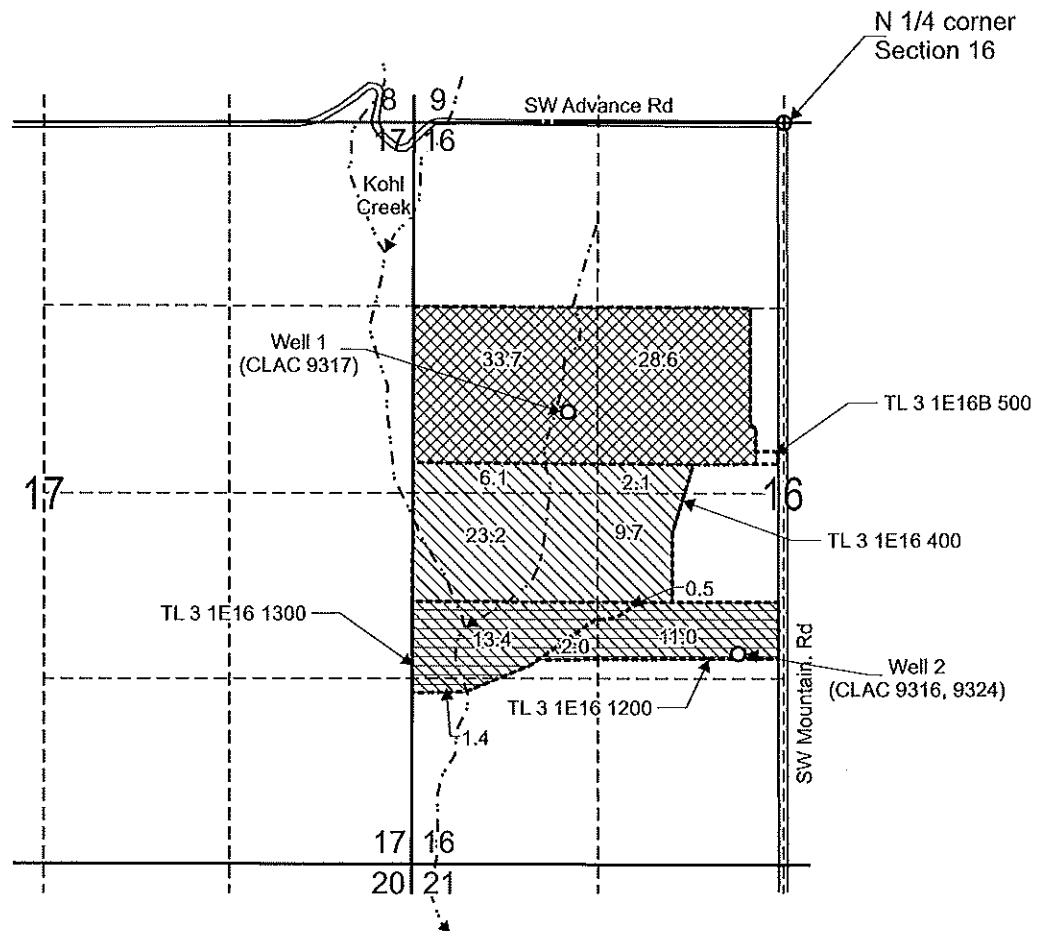 N 1/4 corner
Section 16
SW Advance Rd
8
9
17
16
Kohl
Creek
Well 1
(CLAC 9317)
33.7
28.6
TL 3 1E16B 500
6.1
2.1
17
16
23.2
9.7
TL 3 1E16 400
0.5
TL 3 1E16 1300
13.4
2.0
11.0
Well 2
(CLAC 9316, 9324)
TL 3 1E16 1200
1.4
SW Mountain. Rd
17
16
20
21